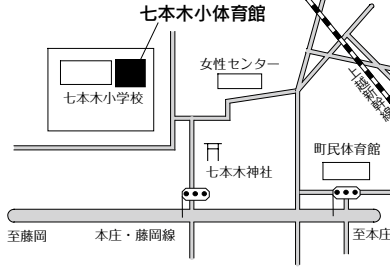 七本木小体育館
女性センター
上越新幹線
七本木小学校
町民体育館
七本木神社
至藤岡
本庄・藤岡線
至本庄